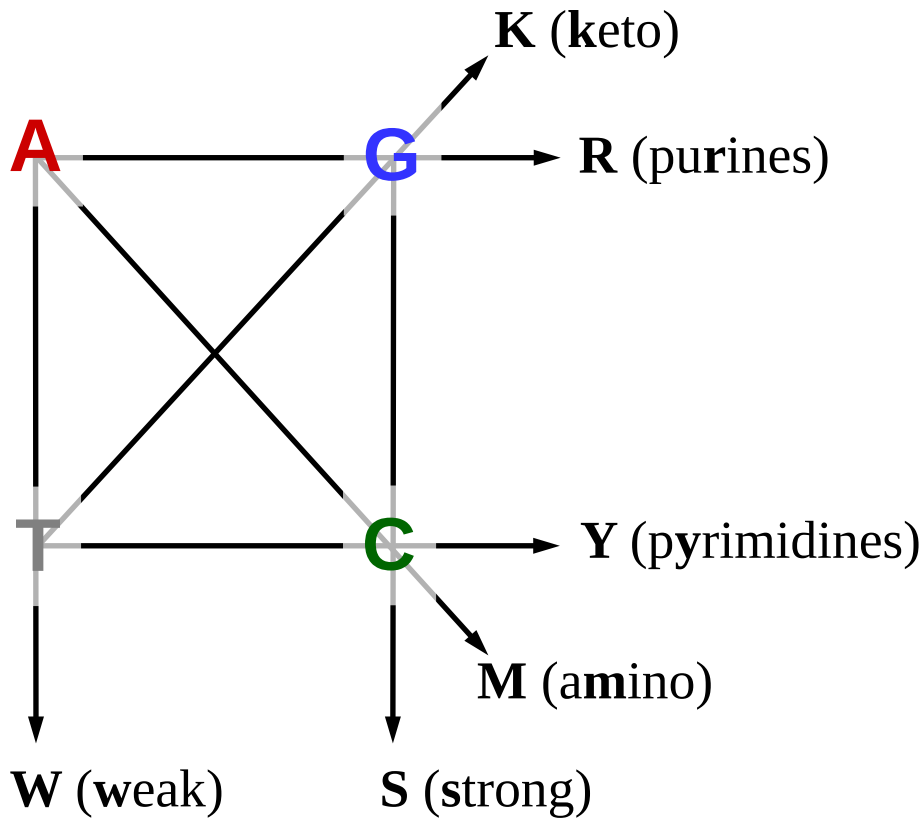 K (keto)
A
G
R (purines)
T
C
Y (pyrimidines)
M (amino)
W (weak)
S (strong)